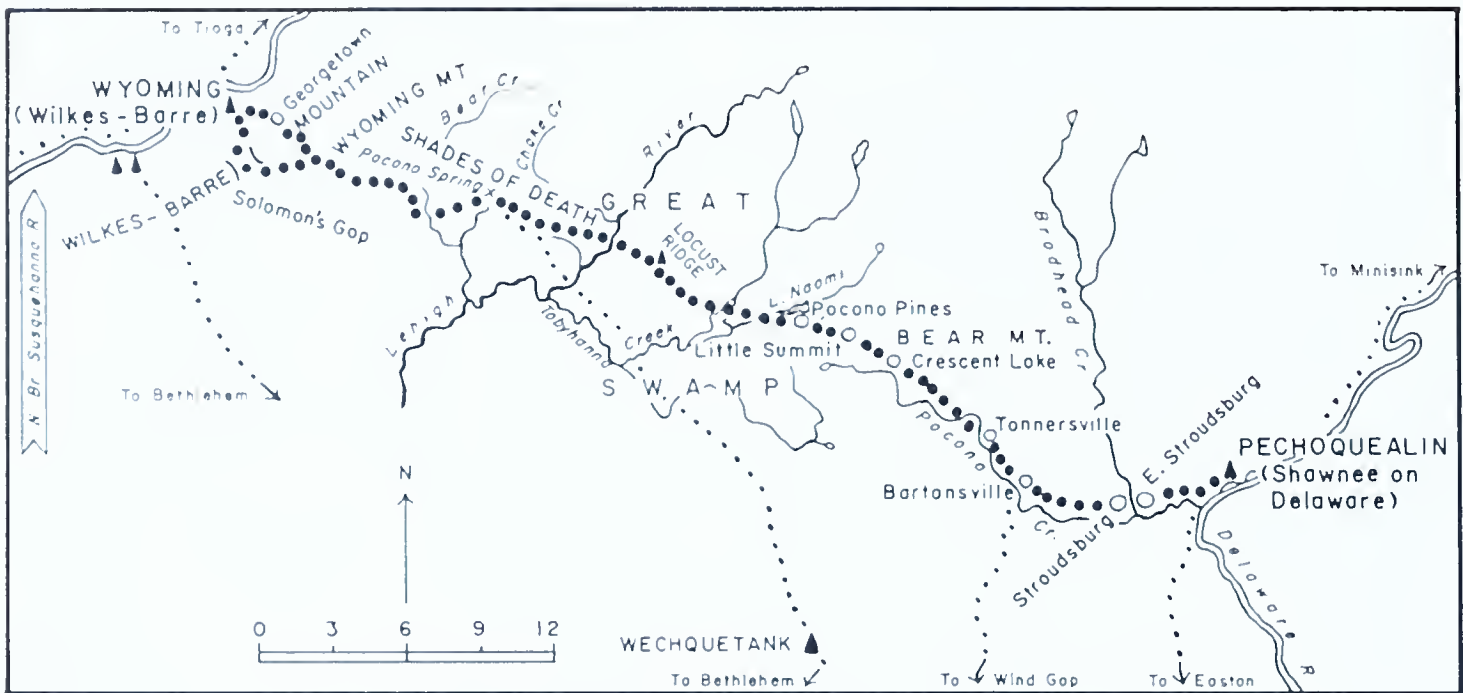 To Tioga
WYOMING
(Wilkes-Barre)
Georgetown
MOUNTAIN
WYOMING MT
Bear Cr
SHADES OF DEATH
Pocono Spring
Choke Cr
River
GREAT
WILKES-BARRE
Solomon's Gap
N Br Susquehanna R
LOCUST
RIDGE
L. Naomi
Pocono Pines
BEAR MT.
Little Summit
Crescent Lake
Brodhead Cr
To Minisink
Lehigh
Tobyhanna
Creek
SWAMP
To Bethlehem
Pocono
Cr.
Tannersville
Bartonsville
Stroudsburg
E. Stroudsburg
PECHOQUEALIN
(Shawnee on
Delaware)
Delaware R
N
0 3 6 9 12
WECHQUETANK
To Bethlehem
To Wind Gap
To Easton